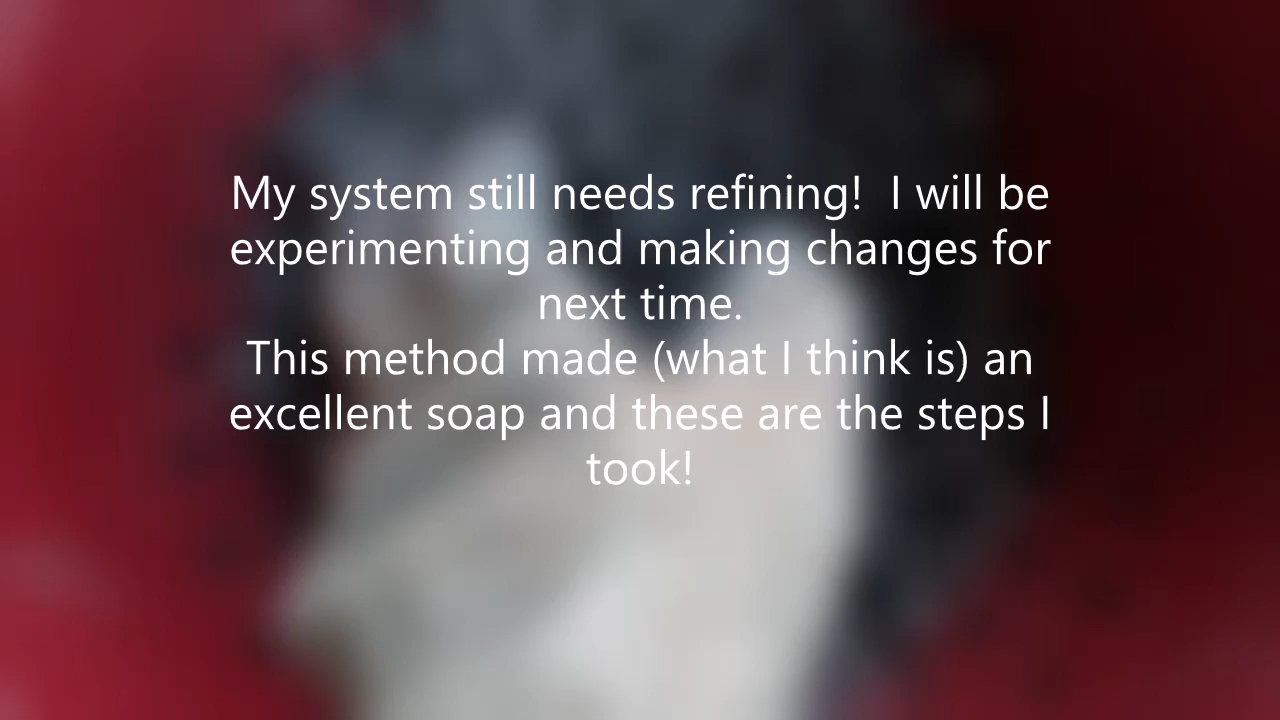 My system still needs refining!  I will be
experimenting and making changes for
next time.
This method made (what I think is) an
excellent soap and these are the steps I
took!